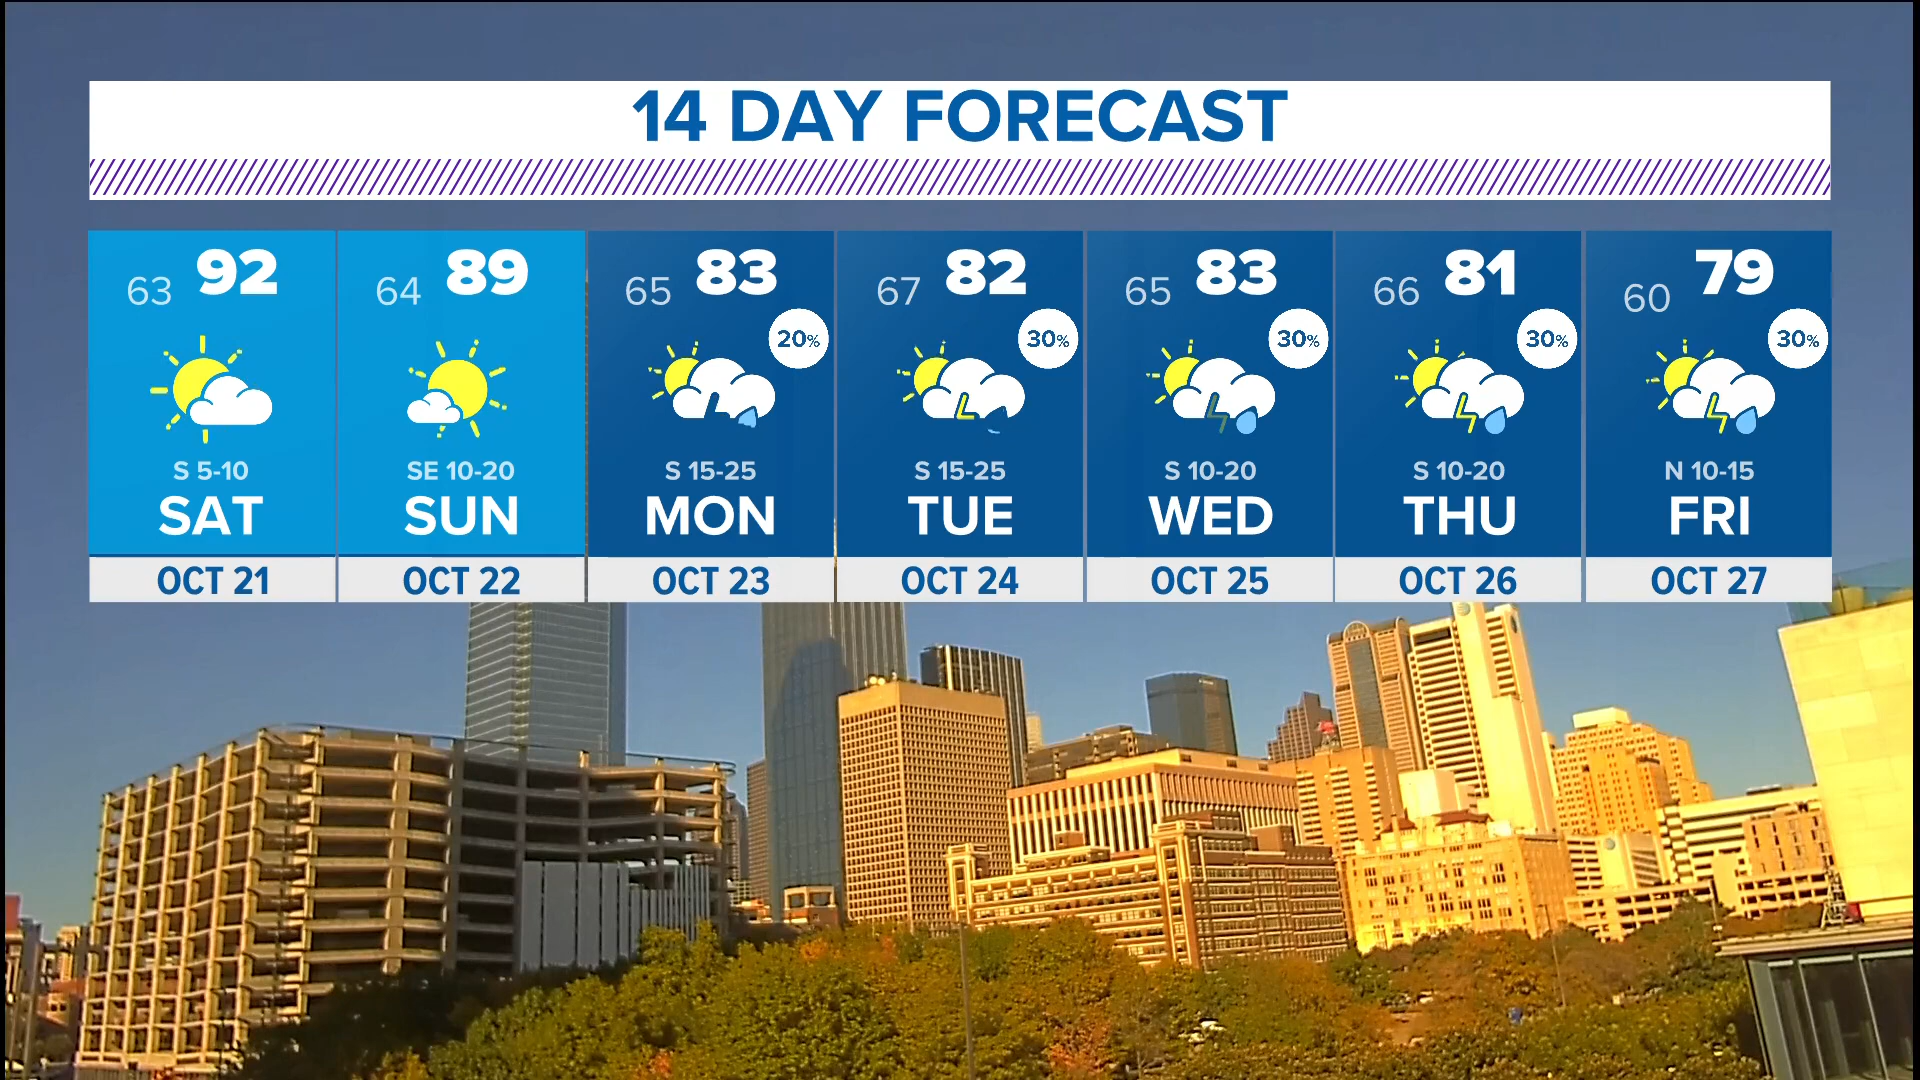 14 DAY FORECAST
63 92
S 5-10
SAT
OCT 21
64 89
SE 10-20
SUN
OCT 22
65 83
20%
S 15-25
MON
OCT 23
67 82
30%
S 15-25
TUE
OCT 24
65 83
30%
S 10-20
WED
OCT 25
66 81
30%
S 10-20
THU
OCT 26
60 79
30%
N 10-15
FRI
OCT 27